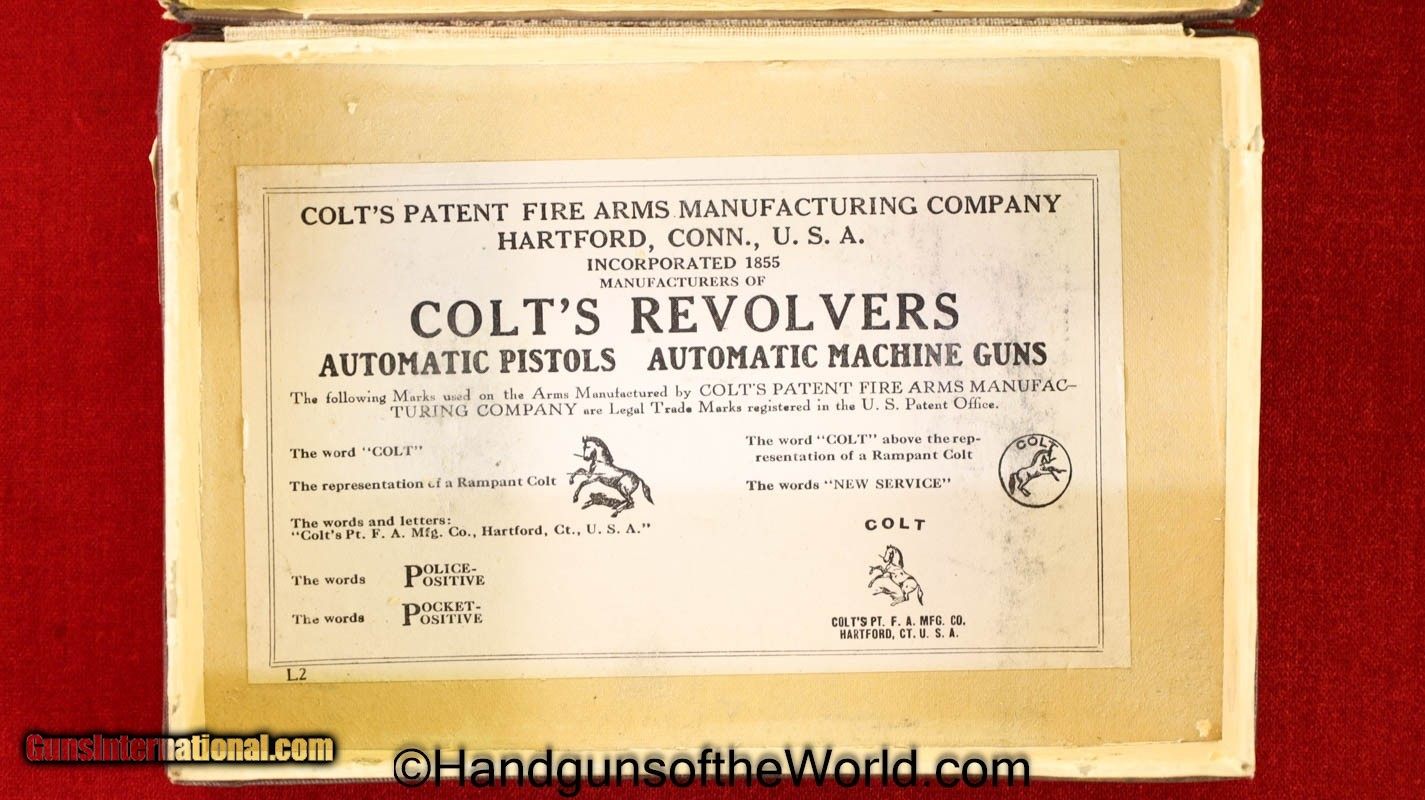 COLT'S PATENT FIRE ARMS MANUFACTURING COMPANY
HARTFORD, CONN., U. S. A.
INCORPORATED 1855
MANUFACTURERS OF
COLT'S REVOLVERS
AUTOMATIC PISTOLS AUTOMATIC MACHINE GUNS
The following Marks used on the Arms Manufactured by COLT'S PATENT FIRE ARMS MANUFAC-
TURING COMPANY are Legal Trade Marks registered in the U. S. Patent Office.
The word "COLT"
The representation of a Rampant Colt
The words and letters:
"Colt's Pt. F. A. Mfg. Co., Hartford, Ct., U. S. A."
The words POLICE-
POSITIVE
The words POCKET-
POSITIVE
The word "COLT" above the rep-
resentation of a Rampant Colt
COLT
The words "NEW SERVICE"
COLT
COLT'S PT. F. A. MFG. CO.
HARTFORD, CT. U. S. A.
L2
GunsInternational.com
©HandgunsoftheWorld.com